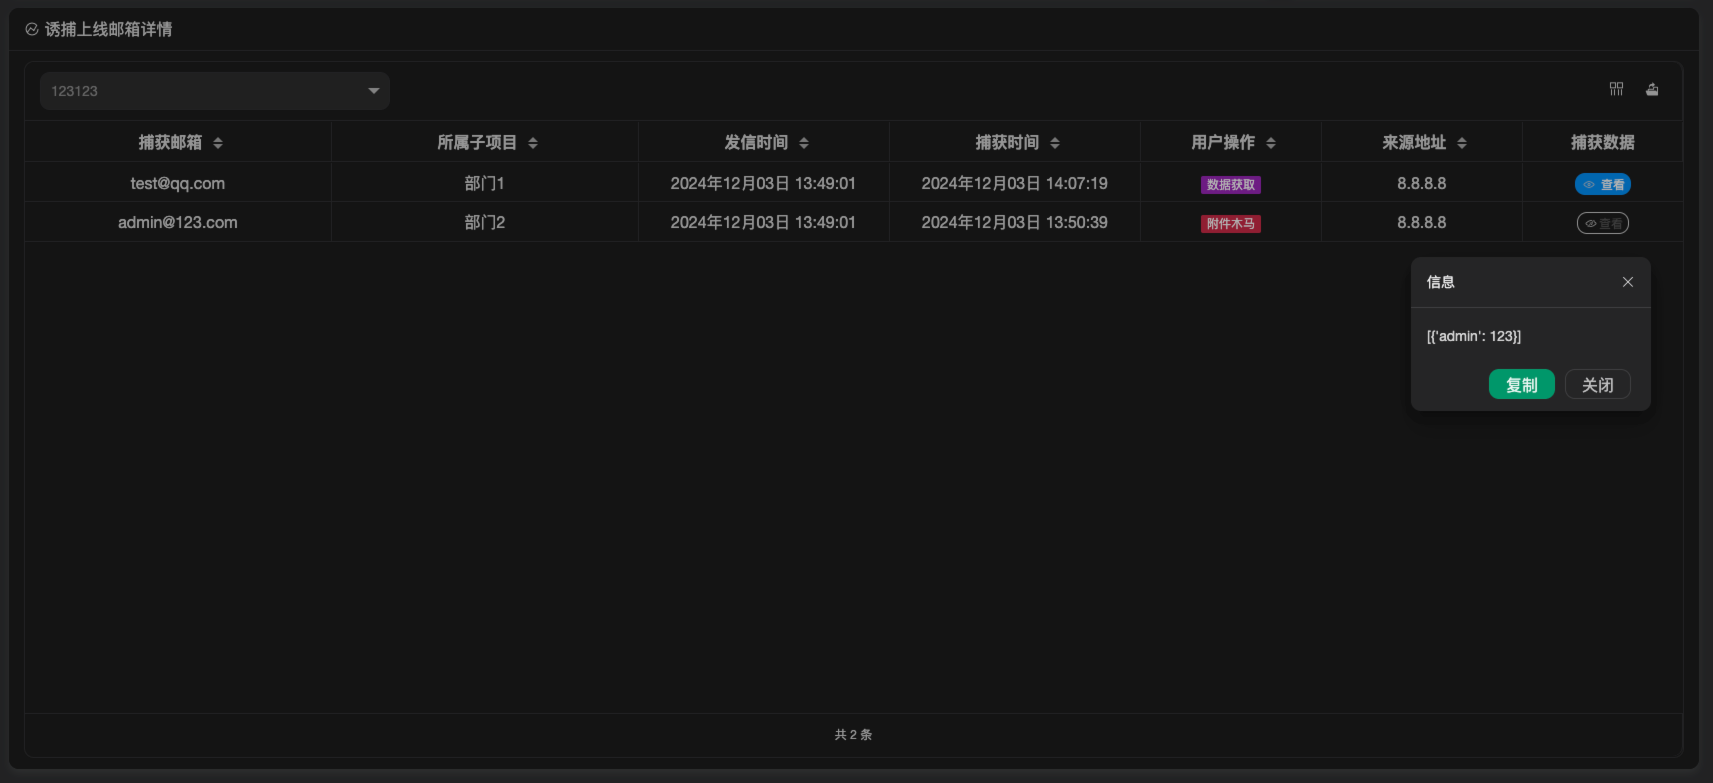 诱捕上线邮箱详情
123123
捕获邮箱 所属子项目 发信时间 捕获时间 用户操作 来源地址 捕获数据
test@qq.com 部门1 2024年12月03日 13:49:01 2024年12月03日 14:07:19 数据获取 8.8.8.8 查看
admin@123.com 部门2 2024年12月03日 13:49:01 2024年12月03日 13:50:39 附件木马 8.8.8.8 查看
信息
[{'admin': 123}]
复制 关闭
共 2 条